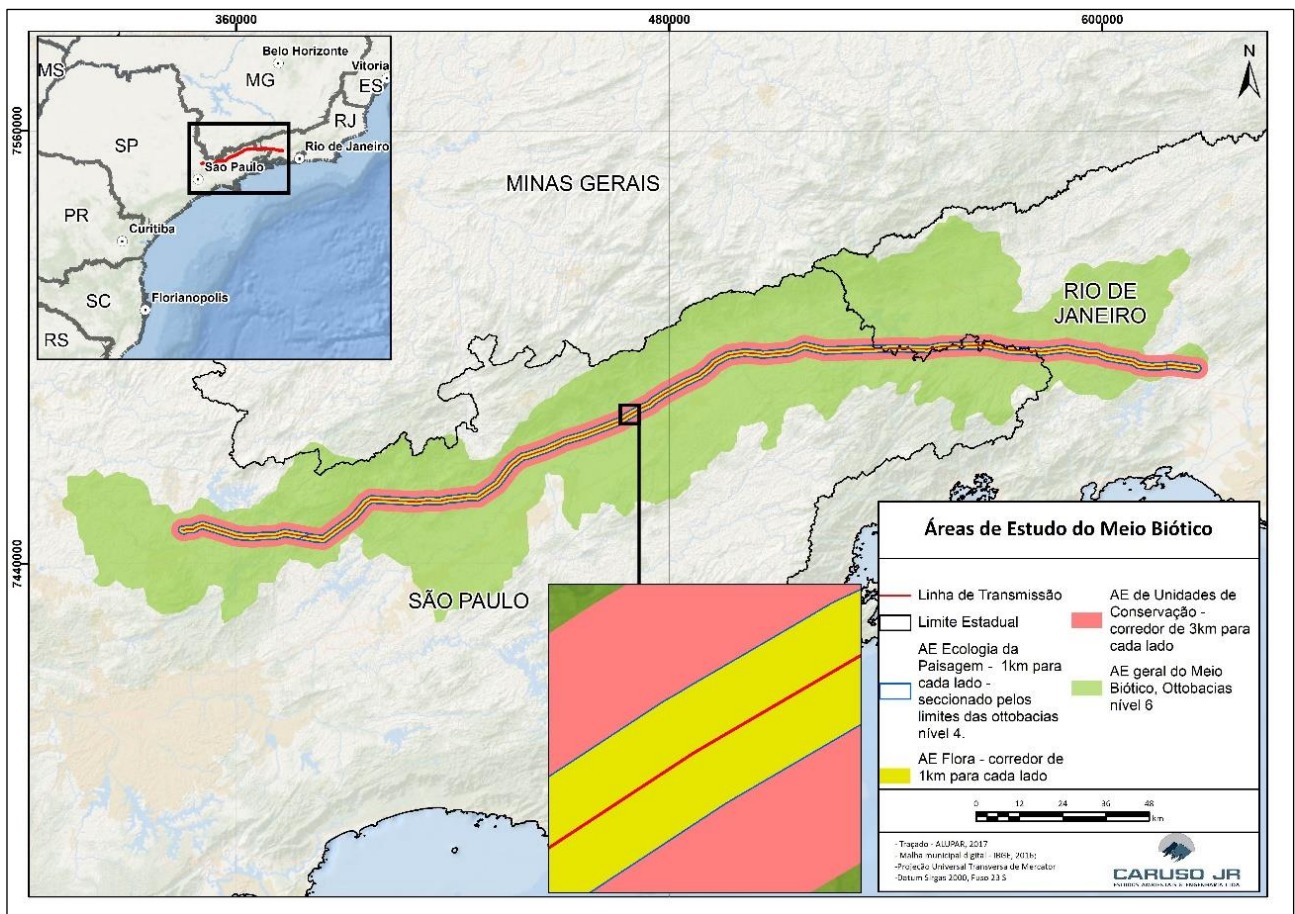 360000
480000
600000
7560000
7440000
N
MS
MG
Belo Horizonte
Vitoria
ES
RJ
SP
Rio de Janeiro
São Paulo
PR
Curitiba
SC
Florianopolis
RS
MINAS GERAIS
RIO DE
JANEIRO
SÃO PAULO
Áreas de Estudo do Meio Biótico
Linha de Transmissão
Limite Estadual
AE Ecologia da
Paisagem - 1km para
cada lado -
seccionado pelos
limites das ottobacias
nível 4.
AE Flora - corredor de
1km para cada lado
AE de Unidades de
Conservação -
corredor de 3km para
cada lado
AE geral do Meio
Biótico, Ottobacias
nível 6
0 12 24 36 48
km
- Traçado - ALUPAR, 2017
- Malha municipal digital - IBGE, 2016;
-Projeção Universal Transversa de Mercator
-Datum Sirgas 2000, Fuso 23 S
CARUSO JR
ESTUDOS AMBIENTAIS & ENGENHARIA LTDA.